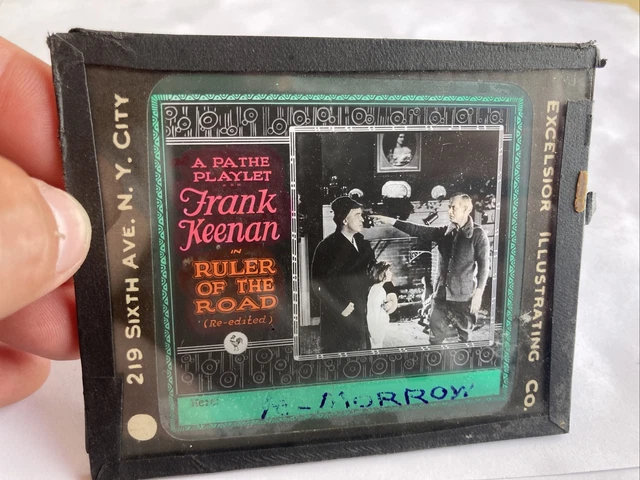 219 SIXTH AVE. N. Y. CITY
A PATHE
PLAYLET
Frank
Keenan
IN
RULER
OF THE
ROAD
(Re-edited)
MORROW
EXCELSIOR ILLUSTRATING CO.